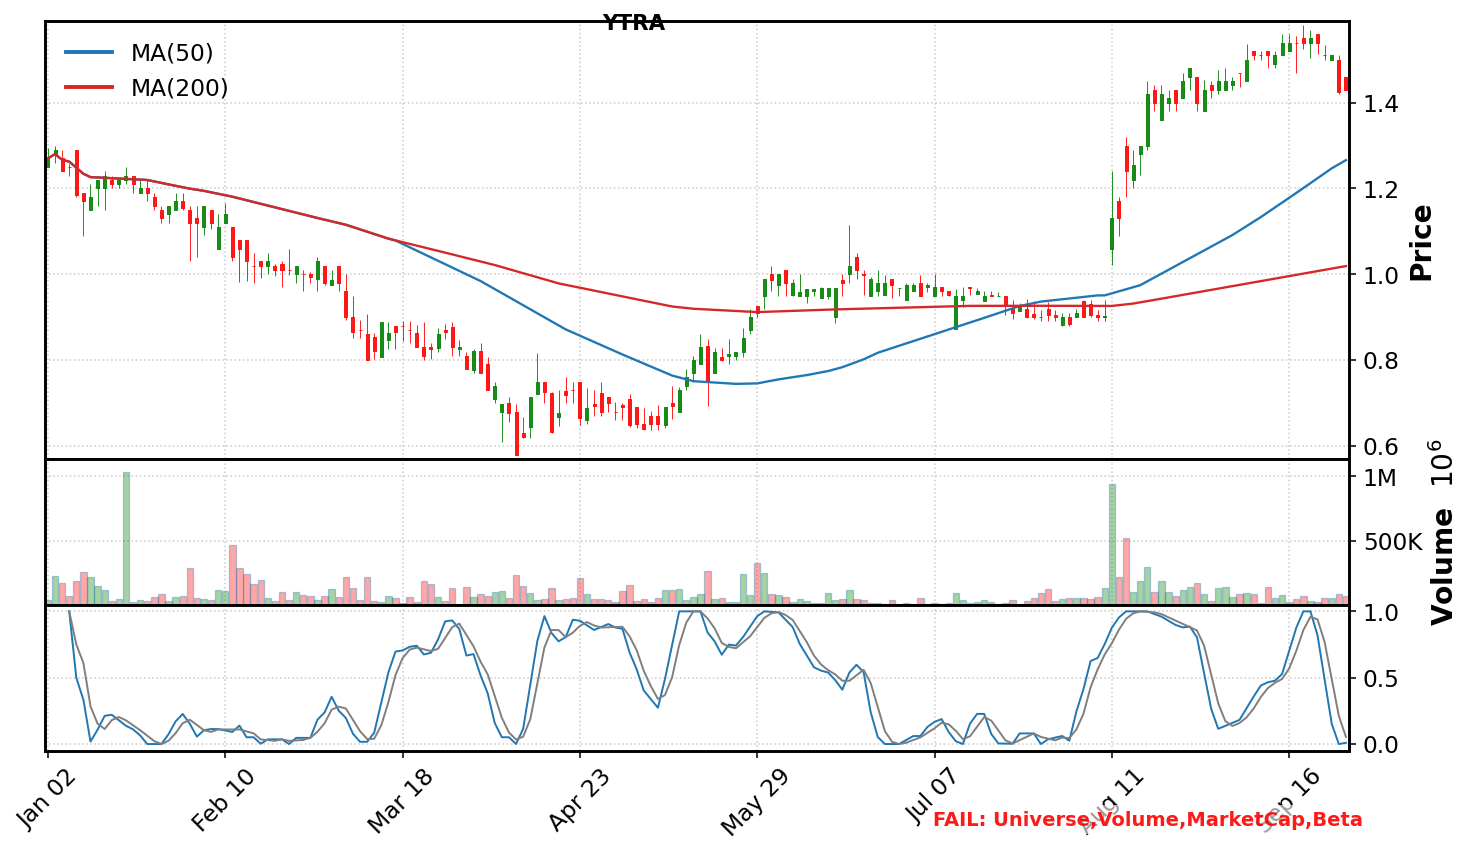 YTRA
MA(50)
MA(200)
1.4
1.2
1.0
0.8
0.6
Price
1M
500K
Volume 10⁶
1.0
0.5
0.0
Jan 02
Feb 10
Mar 18
Apr 23
May 29
Jul 07
Aug 11
Sep 16
FAIL: Universe,Volume,MarketCap,Beta